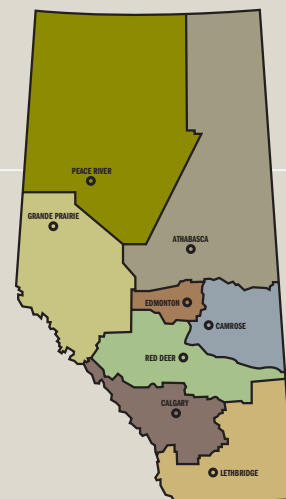 PEACE RIVER
GRANDE PRAIRIE
ATHABASCA
EDMONTON
CAMROSE
RED DEER
CALGARY
LETHBRIDGE